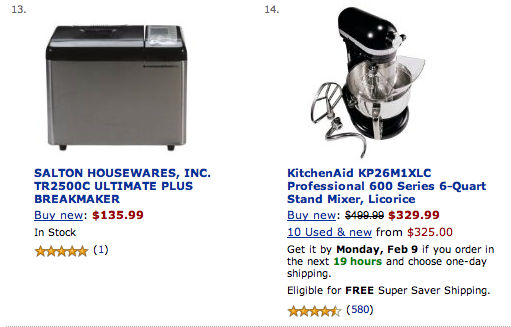 13.
SALTON HOUSEWARES, INC.
TR2500C ULTIMATE PLUS
BREAKMAKER
Buy new: $135.99
In Stock
(1)
14.
KitchenAid KP26M1XLC
Professional 600 Series 6-Quart
Stand Mixer, Licorice
Buy new: $499.99 $329.99
10 Used & new from $325.00
Get it by Monday, Feb 9 if you order in
the next 19 hours and choose one-day
shipping.
Eligible for FREE Super Saver Shipping.
(580)